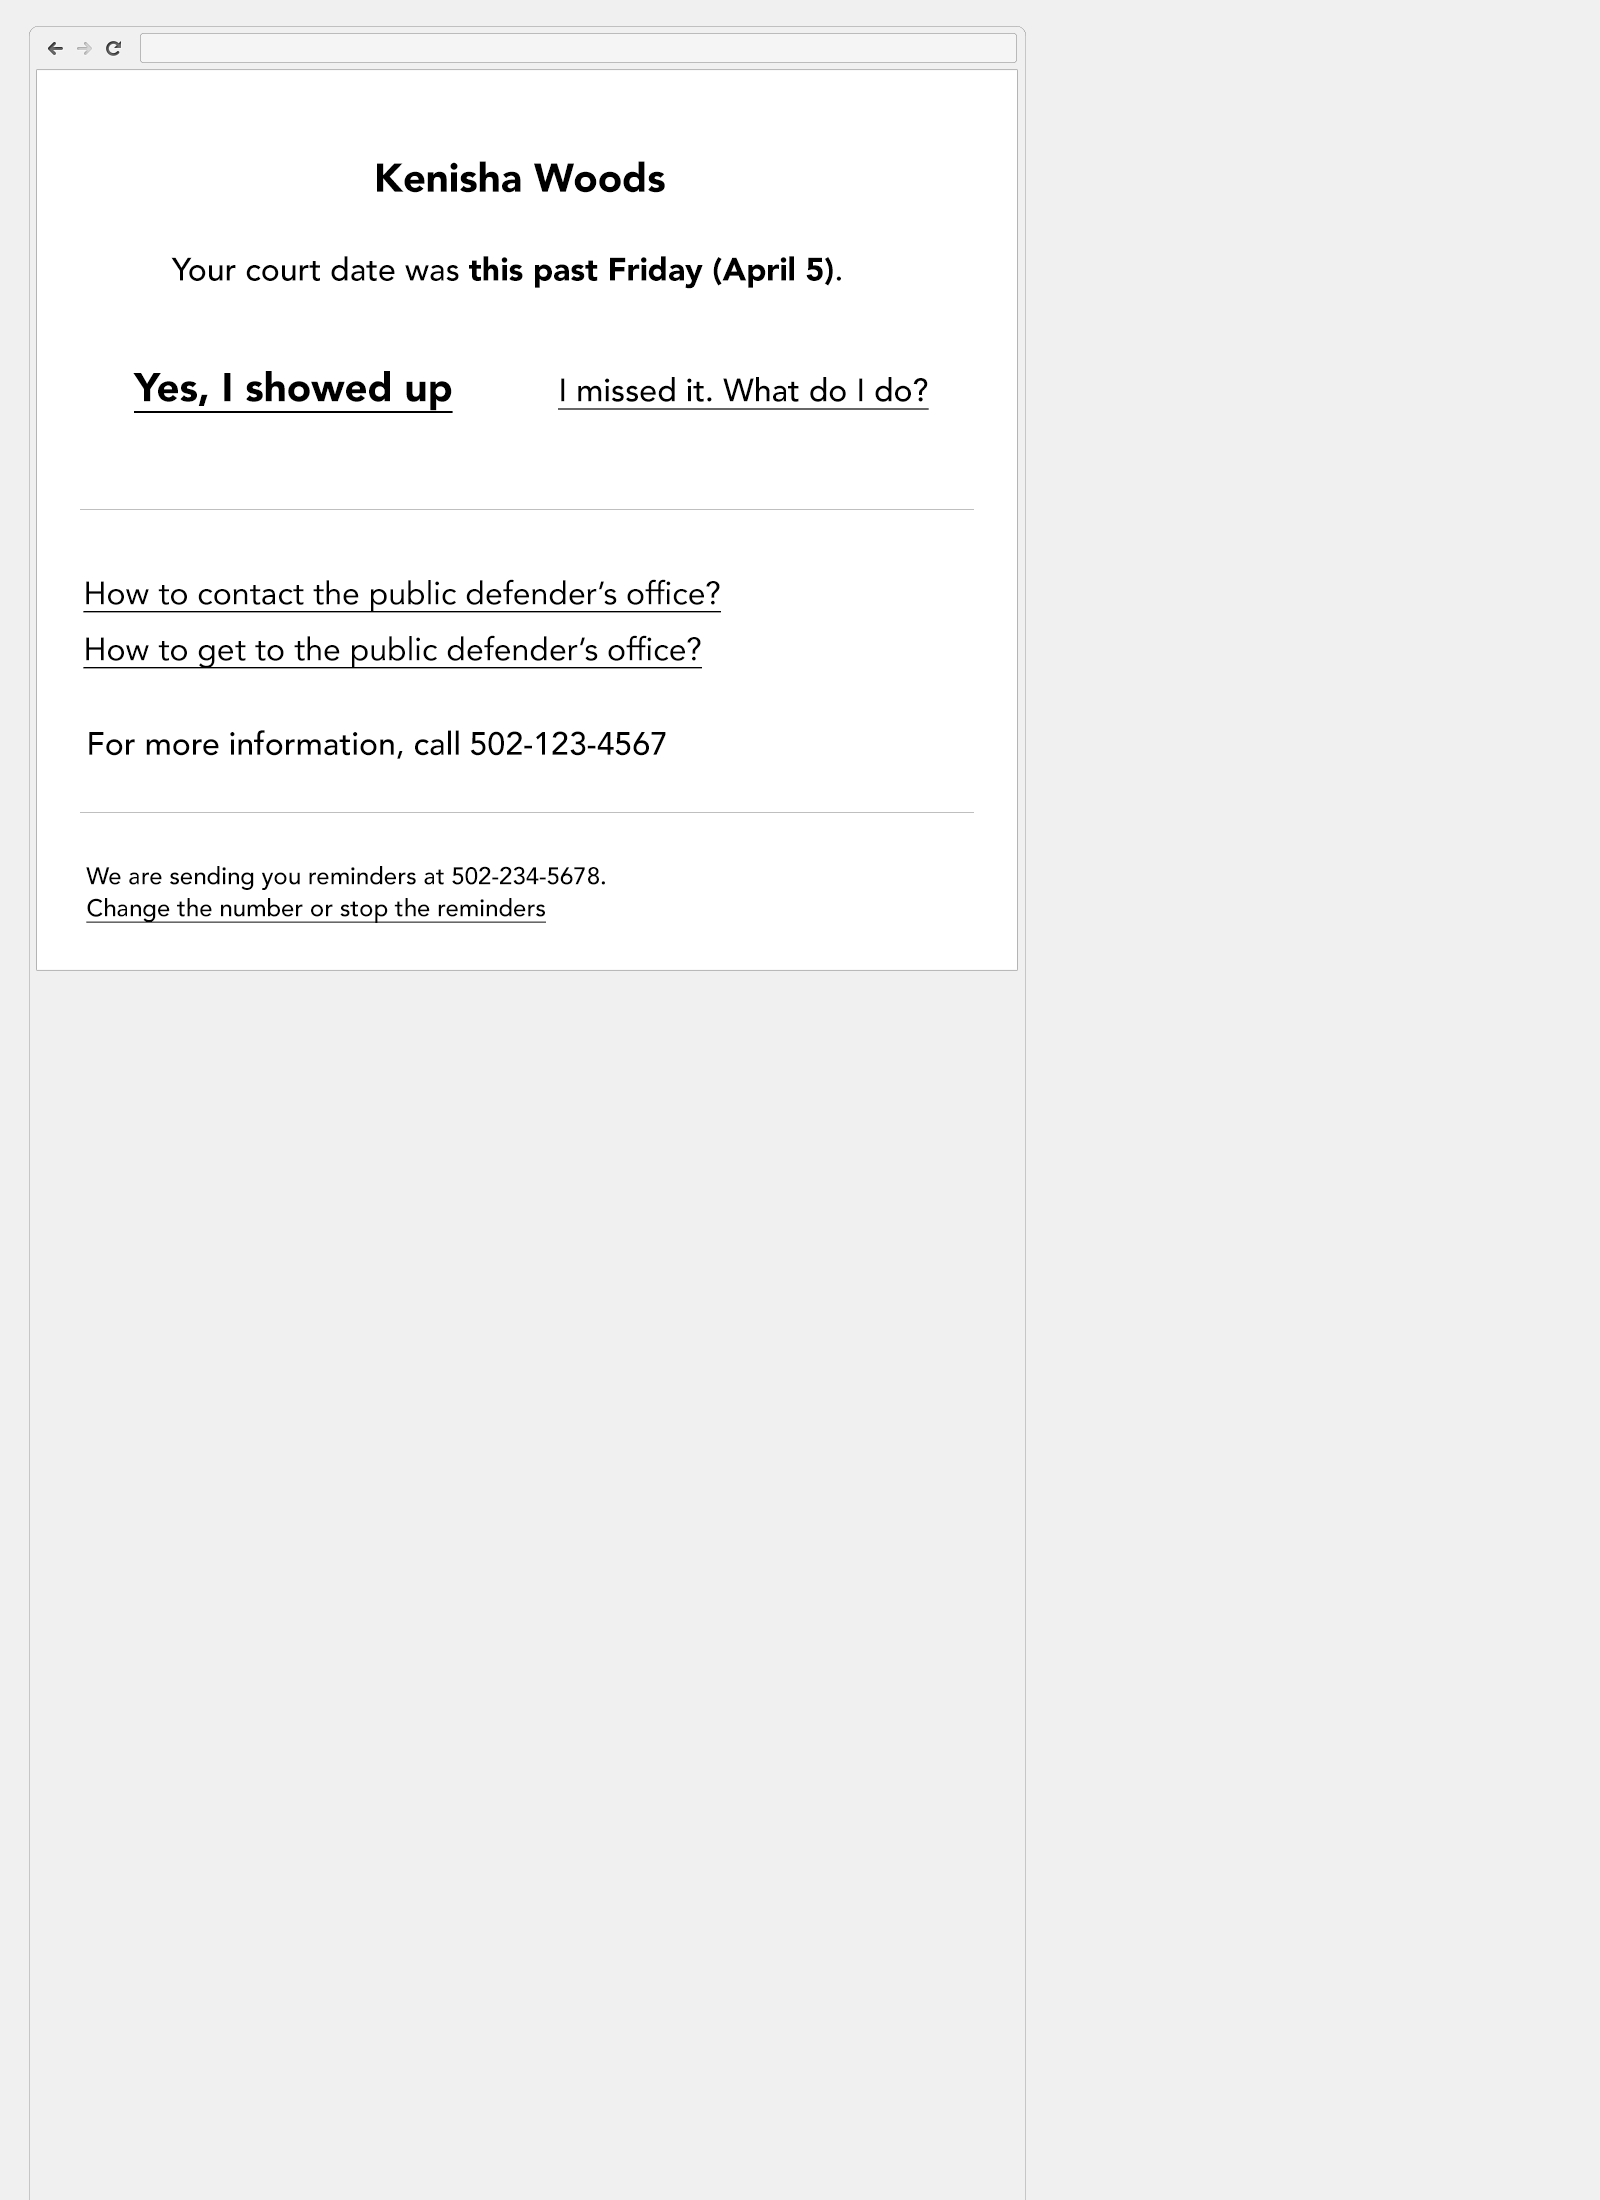 Kenisha Woods
Your court date was this past Friday (April 5).
Yes, I showed up
I missed it. What do I do?
How to contact the public defender’s office?
How to get to the public defender’s office?
For more information, call 502-123-4567
We are sending you reminders at 502-234-5678.
Change the number or stop the reminders